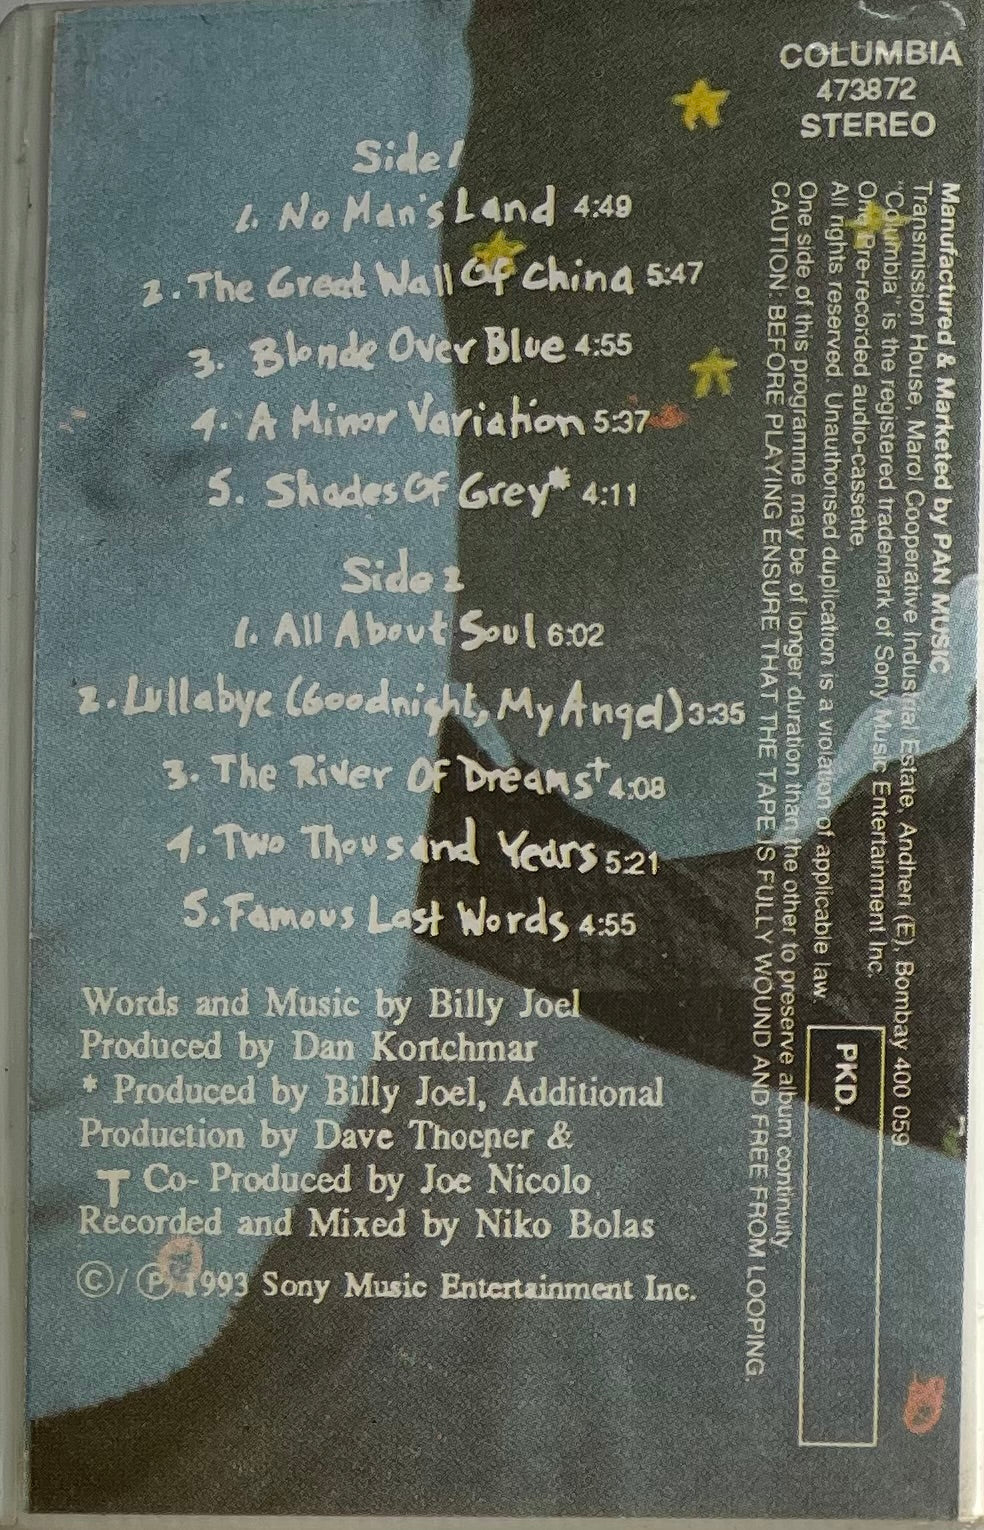 COLUMBIA
473872
STEREO
Side 1
1. No Man's Land 4:49
2. The Great Wall Of China 5:47
3. Blonde Over Blue 4:55
4. A Minor Variation 5:37
5. Shades Of Grey* 4:11
Side 2
1. All About Soul 6:02
2. Lullabye (Goodnight, My Angel) 3:35
3. The River Of Dreams† 4:08
4. Two Thousand Years 5:21
5. Famous Last Words 4:55
Words and Music by Billy Joel
Produced by Dan Kortchmar
* Produced by Billy Joel, Additional
Production by Dave Thoener &
† Co- Produced by Joe Nicolo
Recorded and Mixed by Niko Bolas
©/℗ 1993 Sony Music Entertainment Inc.
Manufactured & Marketed by PAN MUSIC
Transmission House, Marol Cooperative Industrial Estate, Andheri (E), Bombay 400 059.
"Columbia" is the registered trademark of Sony Music Entertainment Inc.
One Pre-recorded audio-cassette.
All rights reserved. Unauthorised duplication is a violation of applicable law.
One side of this programme may be of longer duration than the other to preserve album continuity
CAUTION: BEFORE PLAYING ENSURE THAT THE TAPE IS FULLY WOUND AND FREE FROM LOOPING.
PKD.